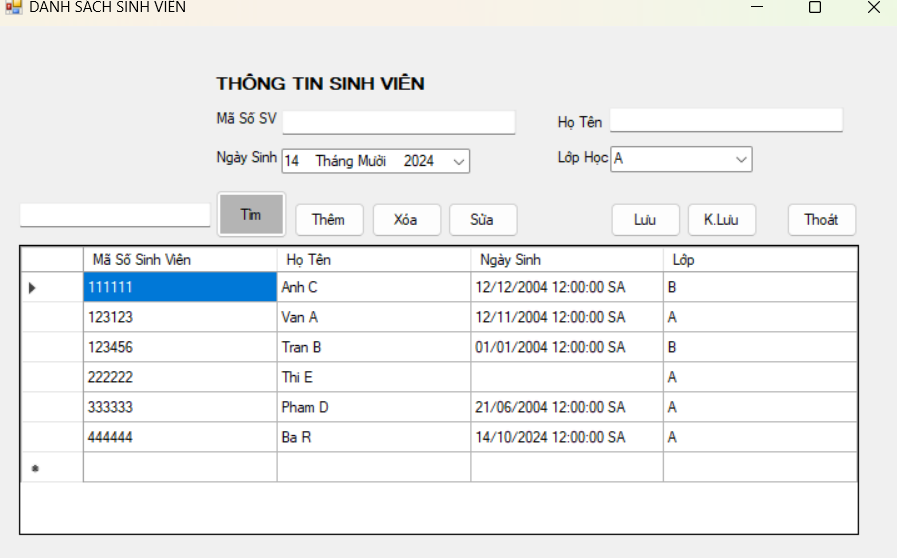 DANH SÁCH SINH VIÊN
THÔNG TIN SINH VIÊN
Mã Số SV
Họ Tên
Ngày Sinh 14 Tháng Mười 2024
Lớp Học A
Tìm Thêm Xóa Sửa Lưu K.Lưu Thoát
Mã Số Sinh Viên Họ Tên Ngày Sinh Lớp
111111 Anh C 12/12/2004 12:00:00 SA B
123123 Van A 12/11/2004 12:00:00 SA A
123456 Tran B 01/01/2004 12:00:00 SA B
222222 Thi E A
333333 Pham D 21/06/2004 12:00:00 SA A
444444 Ba R 14/10/2024 12:00:00 SA A